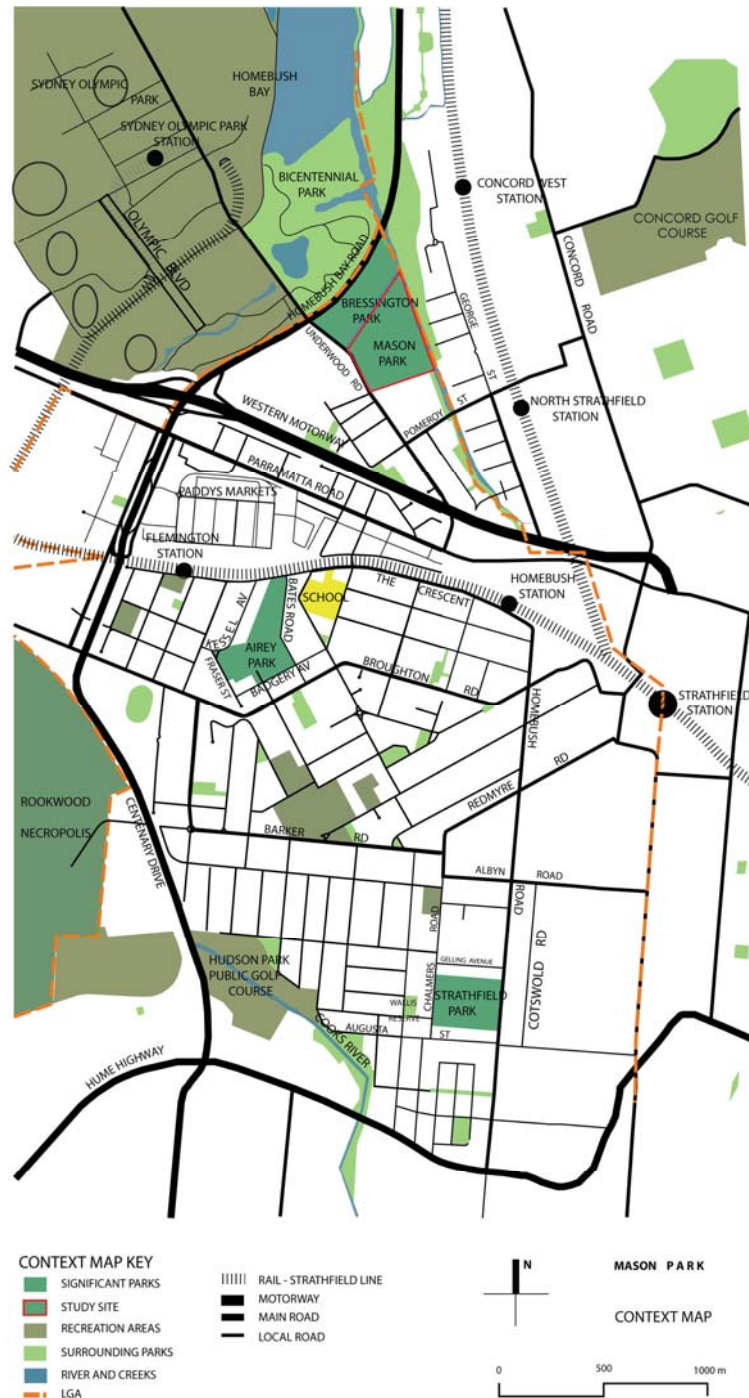 SYDNEY OLYMPIC
PARK
HOMEBUSH
BAY
SYDNEY OLYMPIC PARK
STATION
BICENTENNIAL
PARK
CONCORD WEST
STATION
CONCORD GOLF
COURSE
CONCORD
ROAD
OLYMPIC BLVD
HOMEBUSH BAY ROAD
BRESSINGTON
PARK
MASON
PARK
GEORGE
ST
UNDERWOOD RD
POMEROY ST
NORTH STRATHFIELD
STATION
WESTERN MOTORWAY
PARRAMATTA ROAD
PADDYS MARKETS
FLEMINGTON
STATION
KESSEL AV
BATES ROAD
SCHOOL
THE CRESCENT
HOMEBUSH
STATION
AIREY
PARK
FRASER ST
BADGERY AV
BROUGHTON RD
HOMEBUSH
ROAD
STRATHFIELD
STATION
REDMYRE RD
ROOKWOOD
NECROPOLIS
CENTENARY DRIVE
BARKER RD
ALBYN ROAD
CHALMERS
ROAD
COTSWOLD RD
HUDSON PARK
PUBLIC GOLF
COURSE
GELLING AVENUE
STRATHFIELD
PARK
WALLIS
RESERVE
AUGUSTA ST
COOKS RIVER
HUME HIGHWAY
CONTEXT MAP KEY
SIGNIFICANT PARKS
STUDY SITE
RECREATION AREAS
SURROUNDING PARKS
RIVER AND CREEKS
LGA
RAIL - STRATHFIELD LINE
MOTORWAY
MAIN ROAD
LOCAL ROAD
N
MASON PARK
CONTEXT MAP
0 500 1000 m